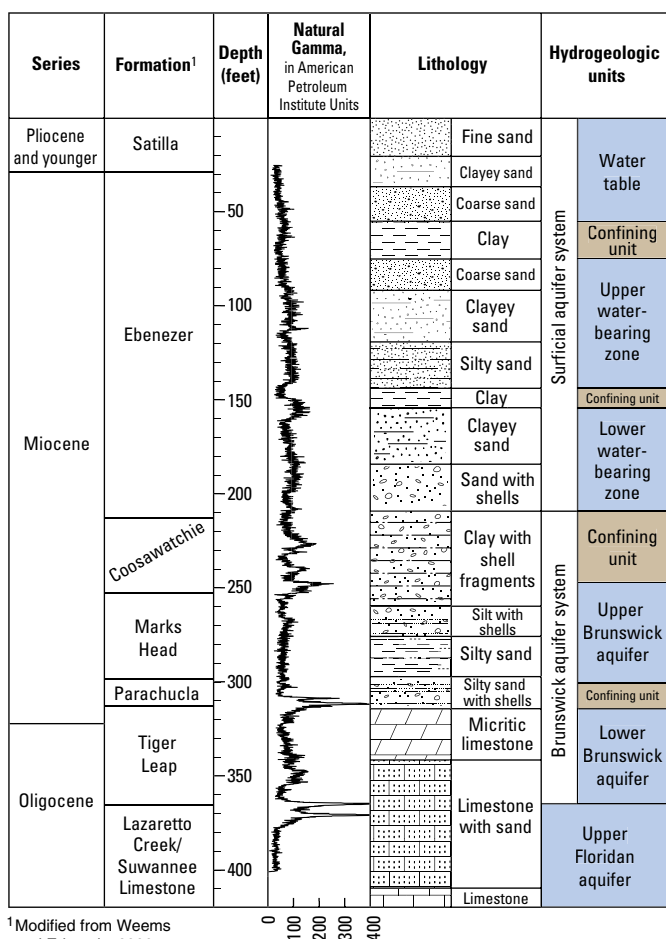 Series
Formation1
Depth
(feet)
Natural
Gamma,
in American
Petroleum
Institute Units
Lithology
Hydrogeologic
units
Pliocene
and younger
Miocene
Oligocene
Satilla
Ebenezer
Coosawatchie
Marks
Head
Parachucla
Tiger
Leap
Lazaretto
Creek/
Suwannee
Limestone
50
100
150
200
250
300
350
400
Fine sand
Clayey sand
Coarse sand
Clay
Coarse sand
Clayey
sand
Silty sand
Clay
Clayey
sand
Sand with
shells
Clay with
shell
fragments
Silt with
shells
Silty sand
Silty sand
with shells
Micritic
limestone
Limestone
with sand
Limestone
Surficial aquifer system
Brunswick aquifer system
Water
table
Confining
unit
Upper
water-
bearing
zone
Confining unit
Lower
water-
bearing
zone
Confining
unit
Upper
Brunswick
aquifer
Confining unit
Lower
Brunswick
aquifer
Upper
Floridan
aquifer
0
100
200
300
400
1Modified from Weems